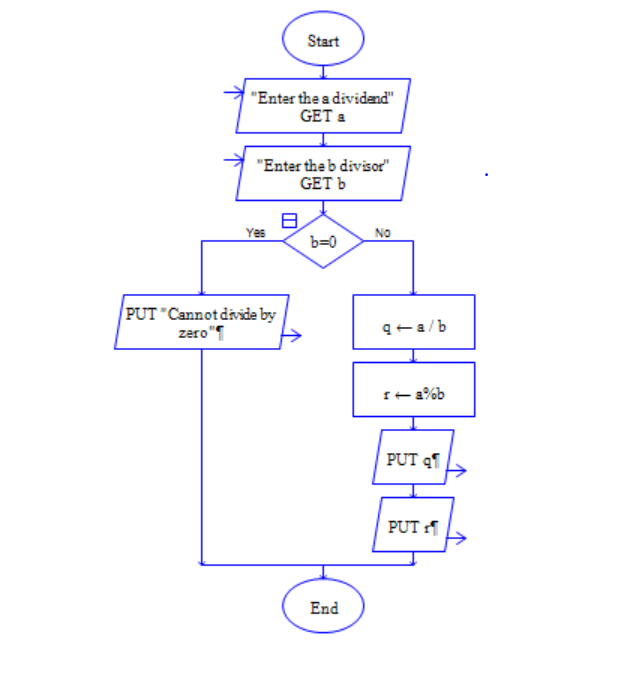 Start
"Enter the a dividend"
GET a
"Enter the b divisor"
GET b
Yes
b=0
No
PUT "Cannot divide by
zero"¶
q ← a / b
r ← a%b
PUT q¶
PUT r¶
End